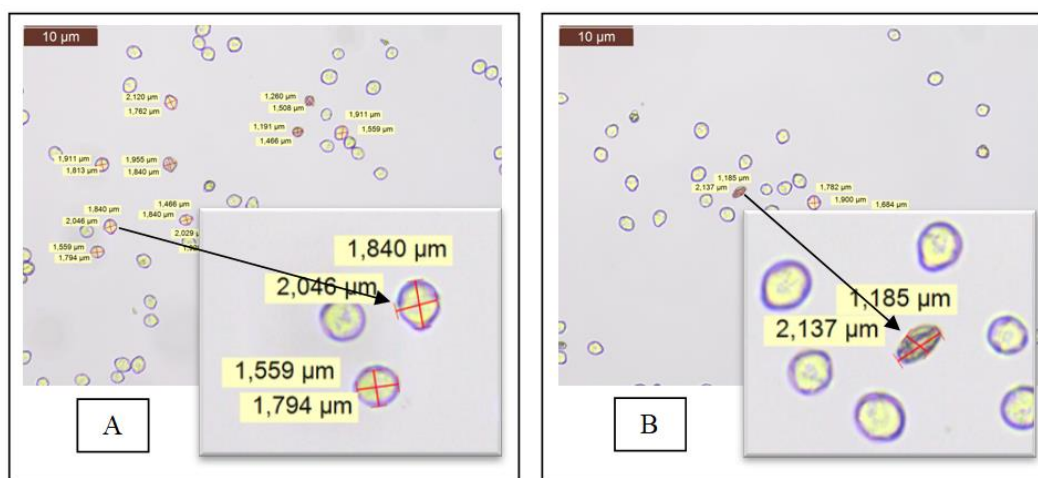 10 µm
2,120 µm
1,762 µm
1,260 µm
1,508 µm
1,911 µm
1,559 µm
1,191 µm
1,466 µm
1,911 µm
1,813 µm
1,955 µm
1,840 µm
1,840 µm
2,046 µm
1,466 µm
1,840 µm
2,029
1,559 µm
1,794 µm
1,840 µm
2,046 µm
1,559 µm
1,794 µm
A
10 µm
1,185 µm
2,137 µm
1,782 µm
1,900 µm
1,684 µm
1,185 µm
2,137 µm
B